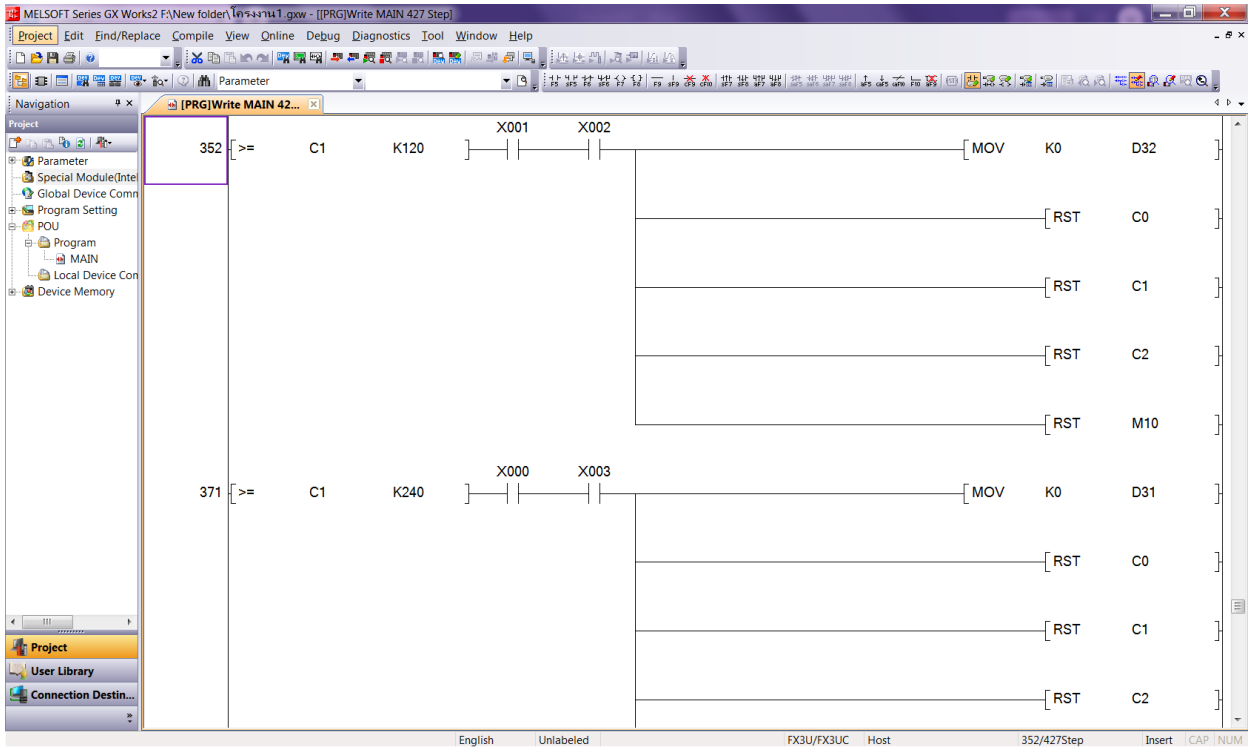 MELSOFT Series GX Works2 F:\New folder\โครงงาน1.gxw - [[PRG]Write MAIN 427 Step]
Project Edit Find/Replace Compile View Online Debug Diagnostics Tool Window Help
Parameter
Navigation
[PRG]Write MAIN 42...
Project
Parameter
Special Module(Intel
Global Device Comm
Program Setting
POU
Program
MAIN
Local Device Con
Device Memory
X001 X002
352 [ >= C1 K120 ] [ MOV K0 D32 ]
[ RST C0 ]
[ RST C1 ]
[ RST C2 ]
[ RST M10 ]
X000 X003
371 [ >= C1 K240 ] [ MOV K0 D31 ]
[ RST C0 ]
[ RST C1 ]
[ RST C2 ]
Project
User Library
Connection Destin...
English Unlabeled FX3U/FX3UC Host 352/427Step Insert CAP NUM